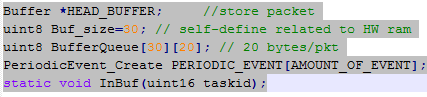 Buffer *HEAD_BUFFER;     //store packet
uint8 Buf_size=30; // self-define related to HW ram
uint8 BufferQueue[30][20]; // 20 bytes/pkt
PeriodicEvent_Create PERIODIC_EVENT[AMOUNT_OF_EVENT];
static void InBuf(uint16 taskid);